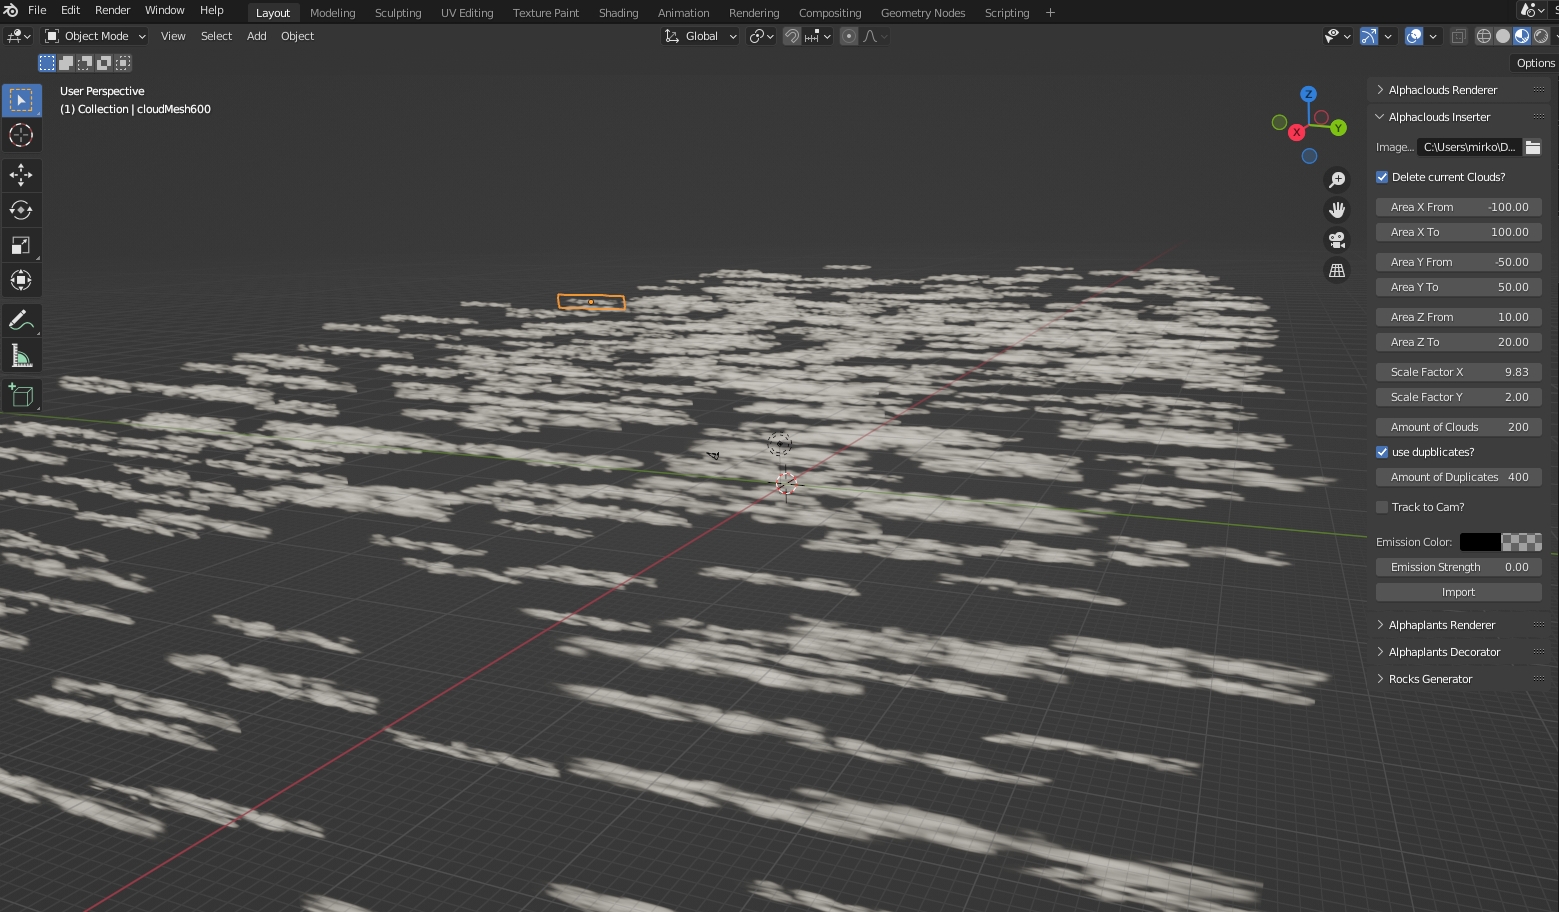 File Edit Render Window Help Layout Modeling Sculpting UV Editing Texture Paint Shading Animation Rendering Compositing Geometry Nodes Scripting +
Object Mode View Select Add Object Global
Options
User Perspective
(1) Collection | cloudMesh600
Z
X
Y
Alphaclouds Renderer
Alphaclouds Inserter
Image... C:\Users\mirko\D...
Delete current Clouds?
Area X From -100.00
Area X To 100.00
Area Y From -50.00
Area Y To 50.00
Area Z From 10.00
Area Z To 20.00
Scale Factor X 9.83
Scale Factor Y 2.00
Amount of Clouds 200
use dupblicates?
Amount of Duplicates 400
Track to Cam?
Emission Color:
Emission Strength 0.00
Import
Alphaplants Renderer
Alphaplants Decorator
Rocks Generator